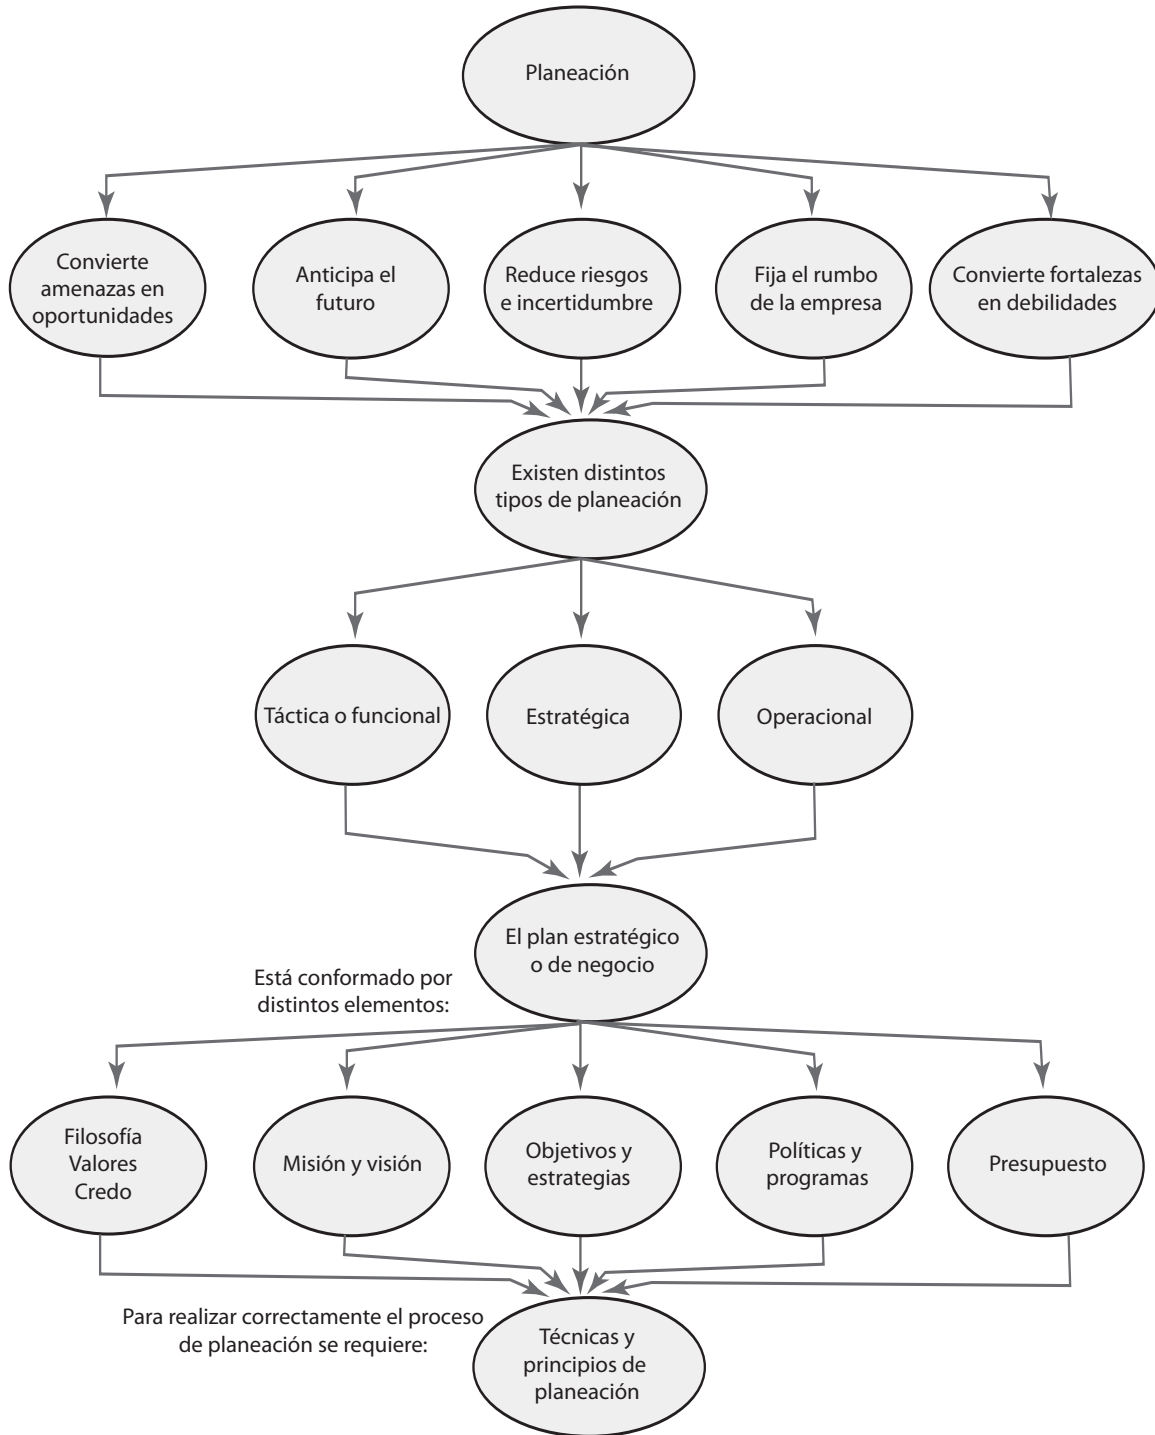 Planeación
Convierte
amenazas en
oportunidades
Anticipa el
futuro
Reduce riesgos
e incertidumbre
Fija el rumbo
de la empresa
Convierte fortalezas
en debilidades
Existen distintos
tipos de planeación
Táctica o funcional
Estratégica
Operacional
El plan estratégico
o de negocio
Está conformado por
distintos elementos:
Filosofía
Valores
Credo
Misión y visión
Objetivos y
estrategias
Políticas y
programas
Presupuesto
Para realizar correctamente el proceso
de planeación se requiere:
Técnicas y
principios de
planeación